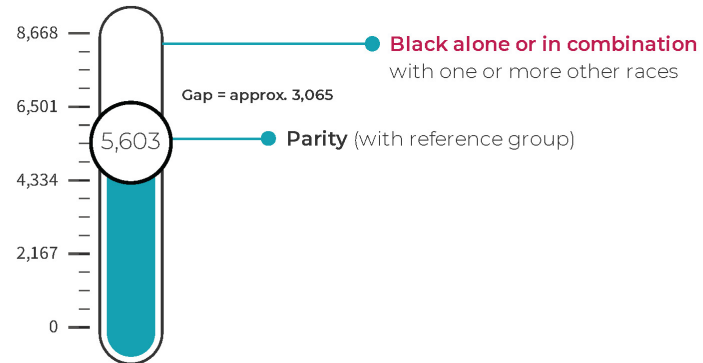 8,668
Black alone or in combination
with one or more other races
Gap = approx. 3,065
6,501
5,603
Parity (with reference group)
4,334
2,167
0